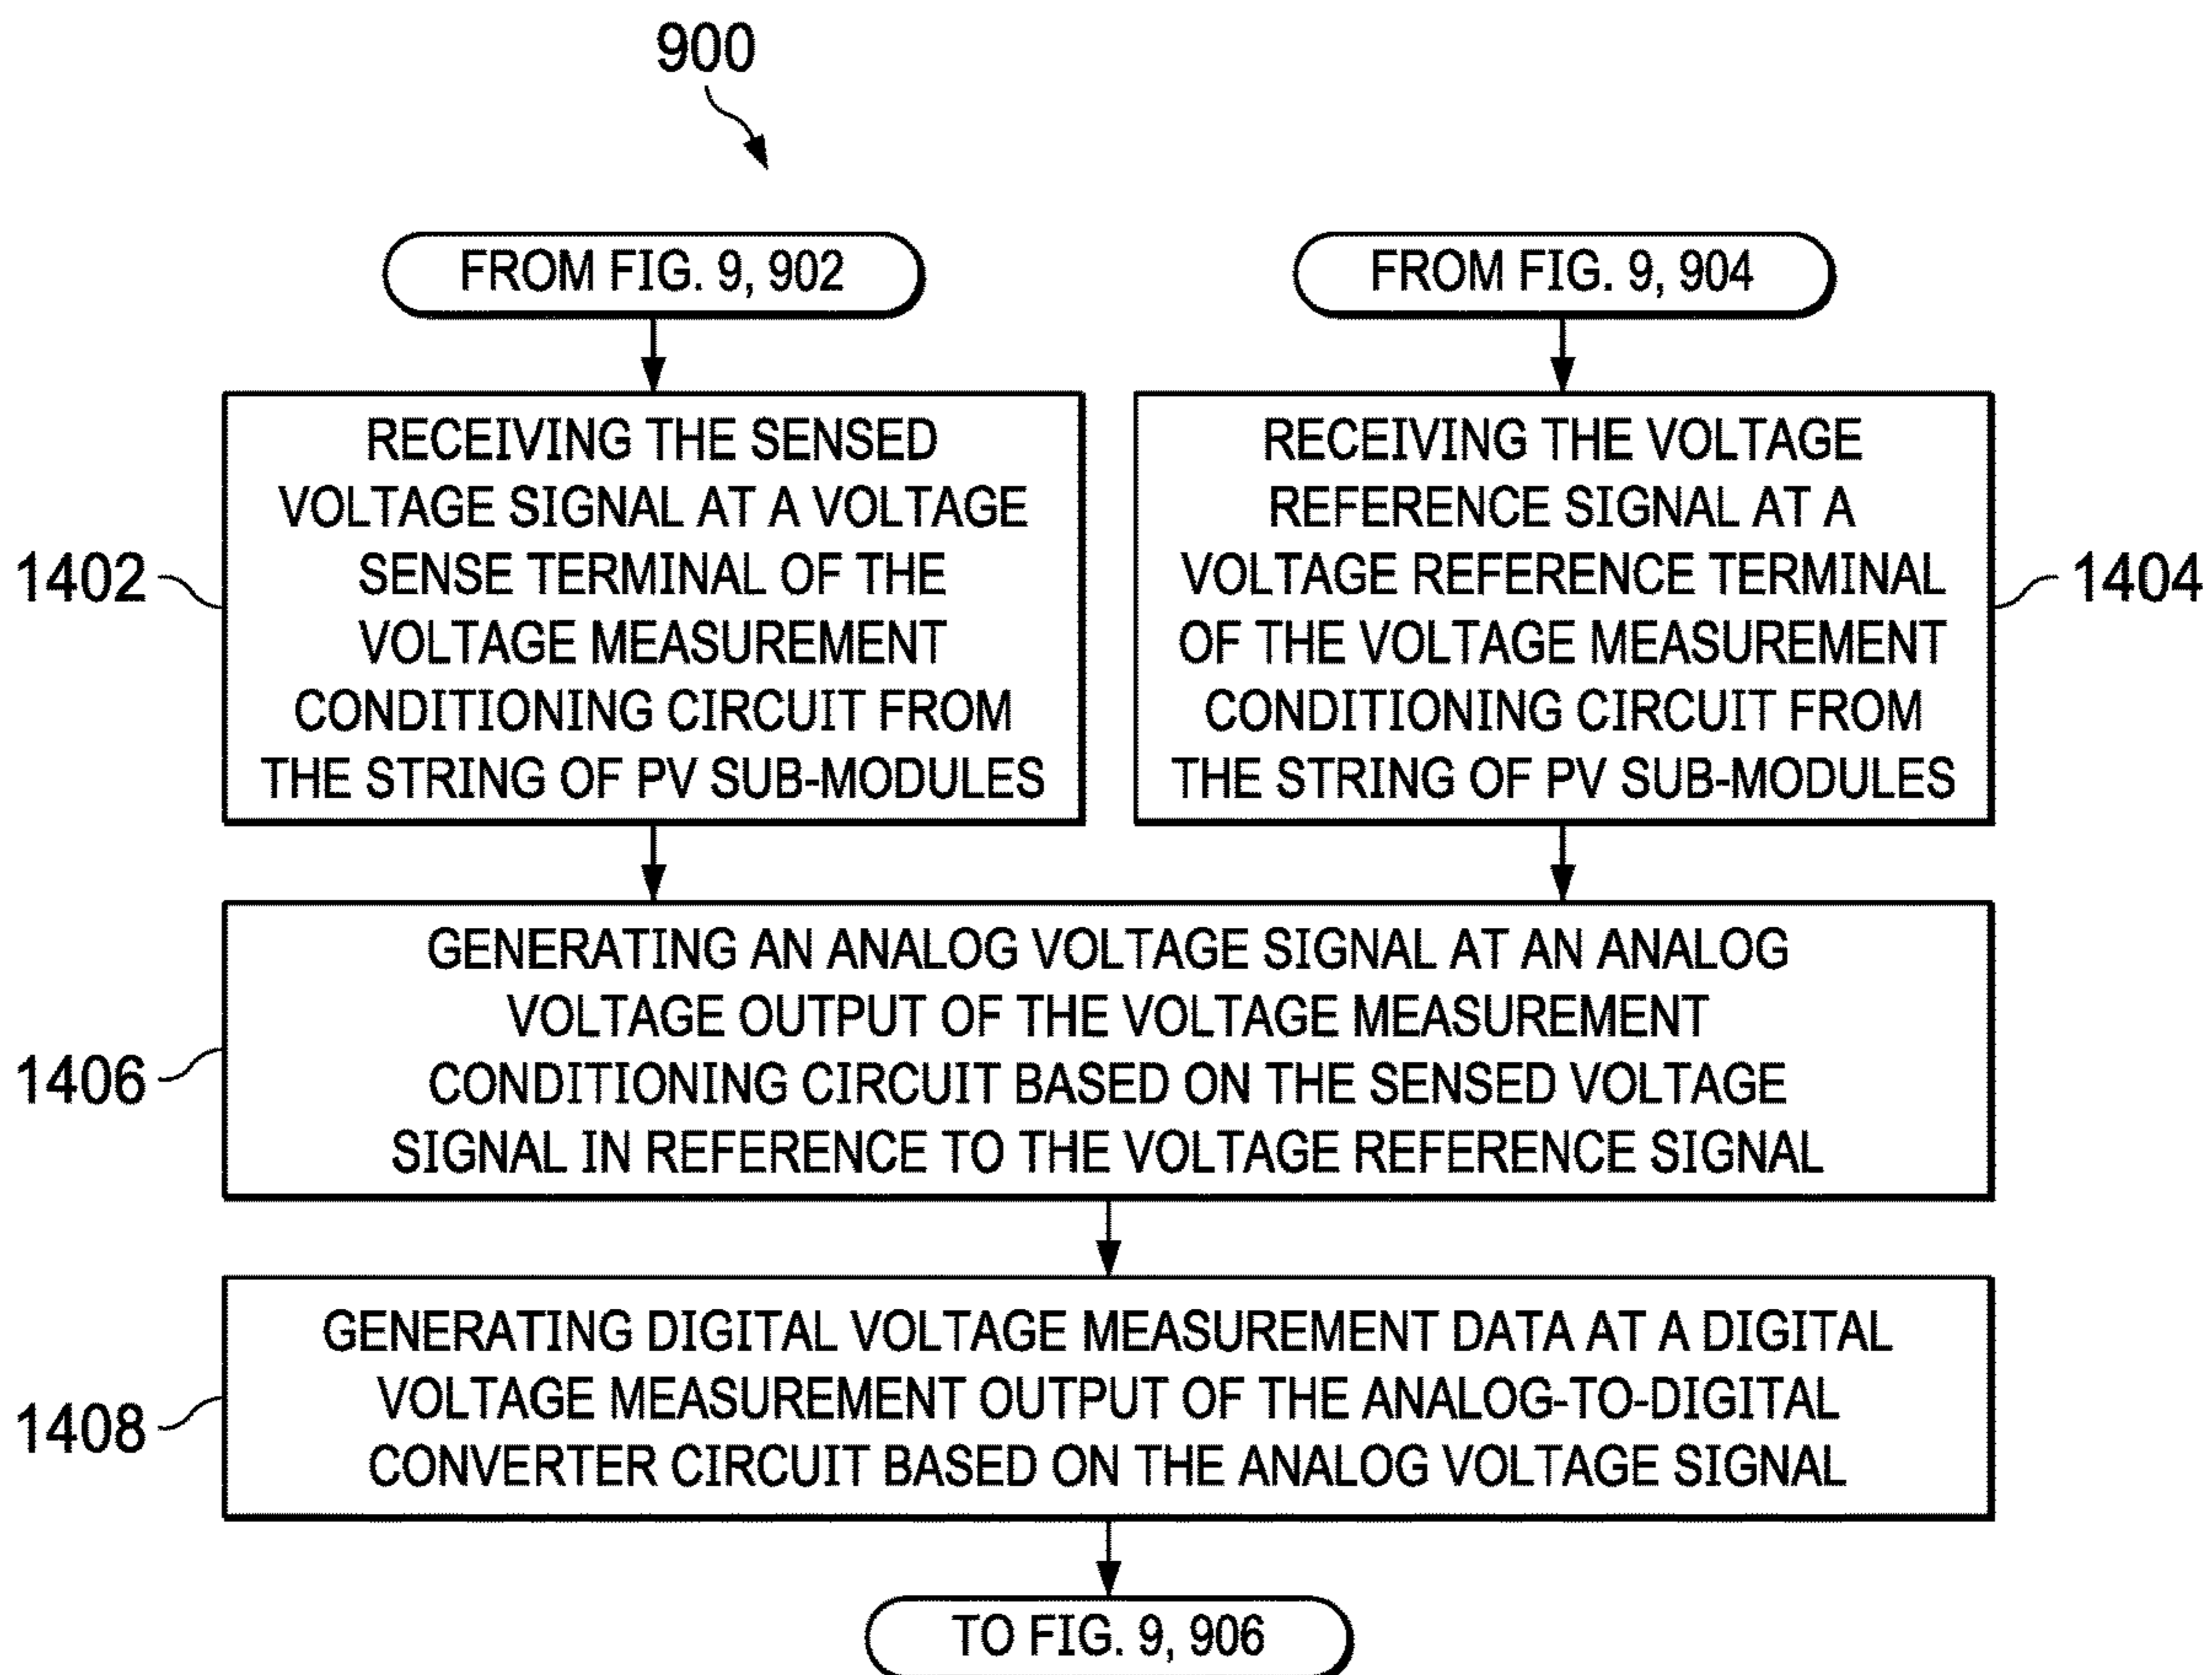 900
FROM FIG. 9, 902
FROM FIG. 9, 904
1402
RECEIVING THE SENSED
VOLTAGE SIGNAL AT A VOLTAGE
SENSE TERMINAL OF THE
VOLTAGE MEASUREMENT
CONDITIONING CIRCUIT FROM
THE STRING OF PV SUB-MODULES
RECEIVING THE VOLTAGE
REFERENCE SIGNAL AT A
VOLTAGE REFERENCE TERMINAL
OF THE VOLTAGE MEASUREMENT
CONDITIONING CIRCUIT FROM
THE STRING OF PV SUB-MODULES
1404
1406
GENERATING AN ANALOG VOLTAGE SIGNAL AT AN ANALOG
VOLTAGE OUTPUT OF THE VOLTAGE MEASUREMENT
CONDITIONING CIRCUIT BASED ON THE SENSED VOLTAGE
SIGNAL IN REFERENCE TO THE VOLTAGE REFERENCE SIGNAL
1408
GENERATING DIGITAL VOLTAGE MEASUREMENT DATA AT A DIGITAL
VOLTAGE MEASUREMENT OUTPUT OF THE ANALOG-TO-DIGITAL
CONVERTER CIRCUIT BASED ON THE ANALOG VOLTAGE SIGNAL
TO FIG. 9, 906